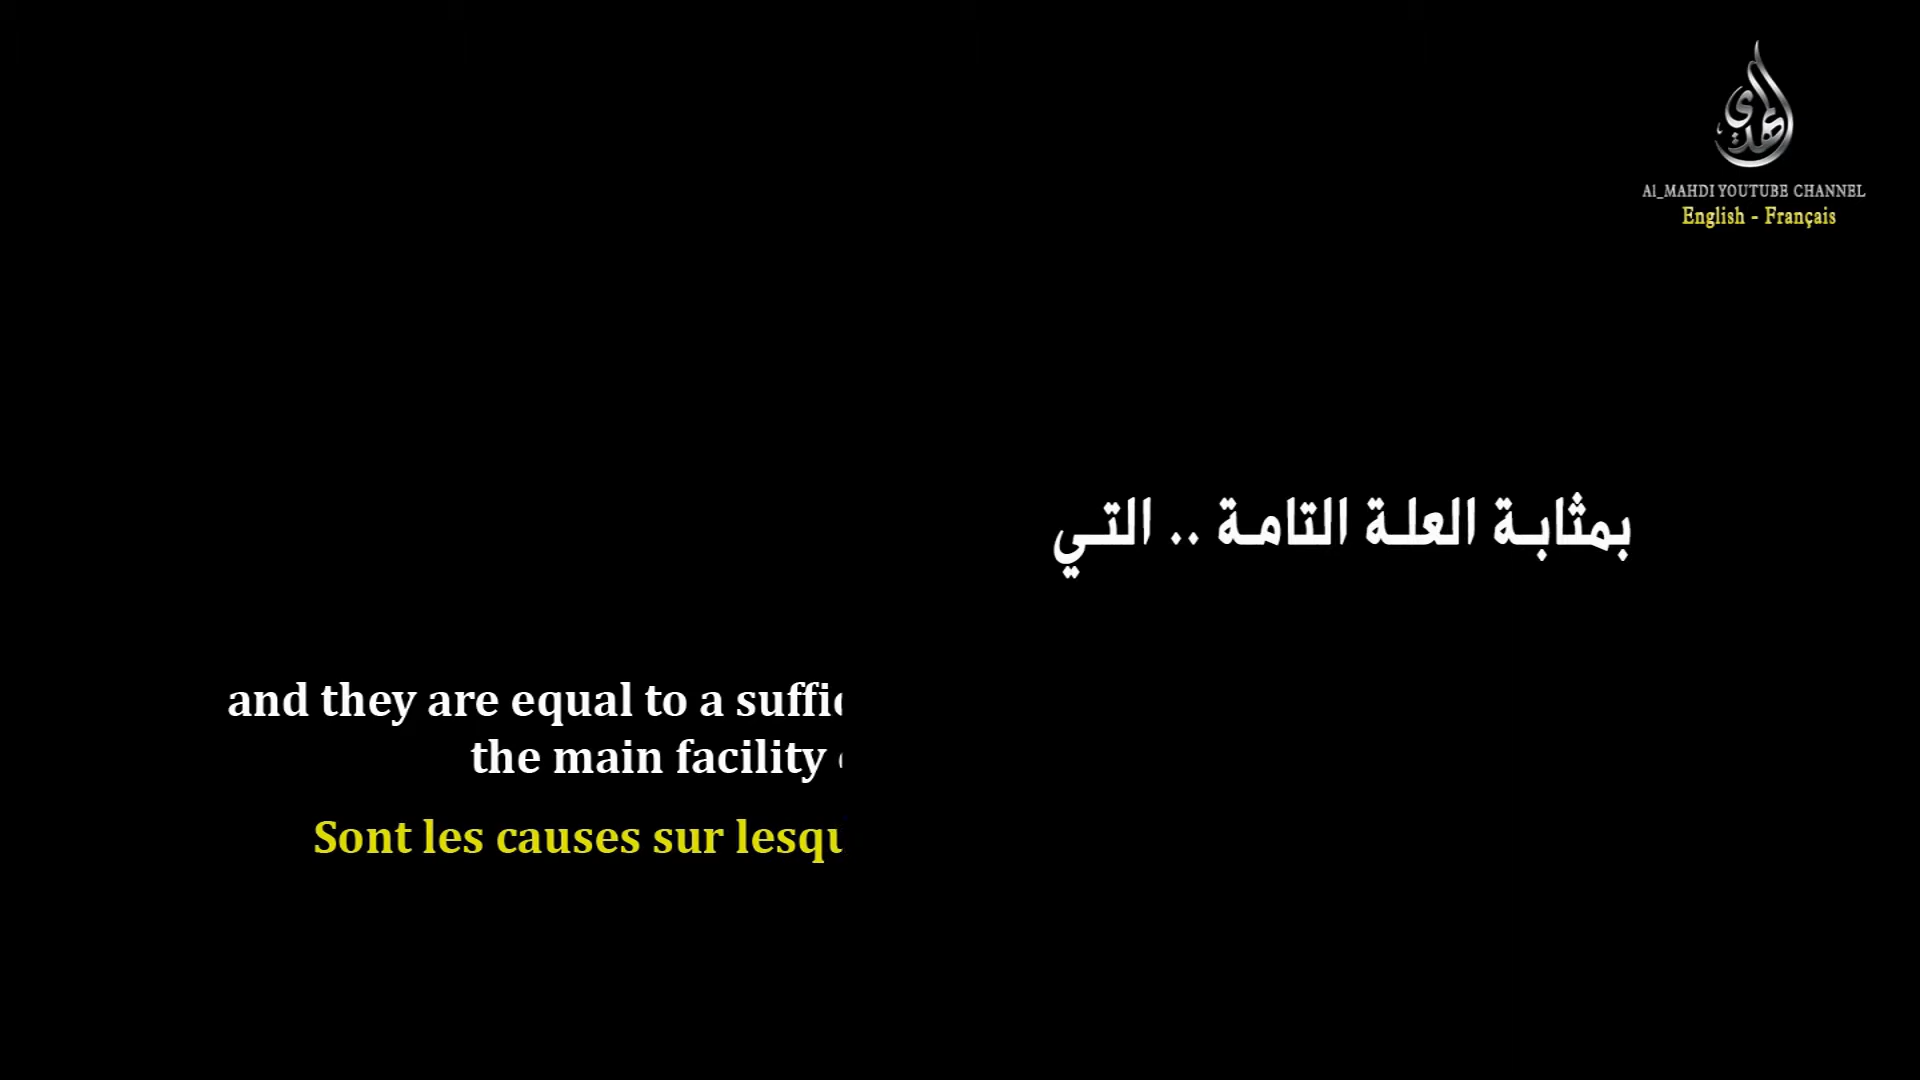 المهدي
Al_MAHDI YOUTUBE CHANNEL
English - Français
بمثابة العلة التامة .. التي
and they are equal to a
the main facility
Sont les causes sur